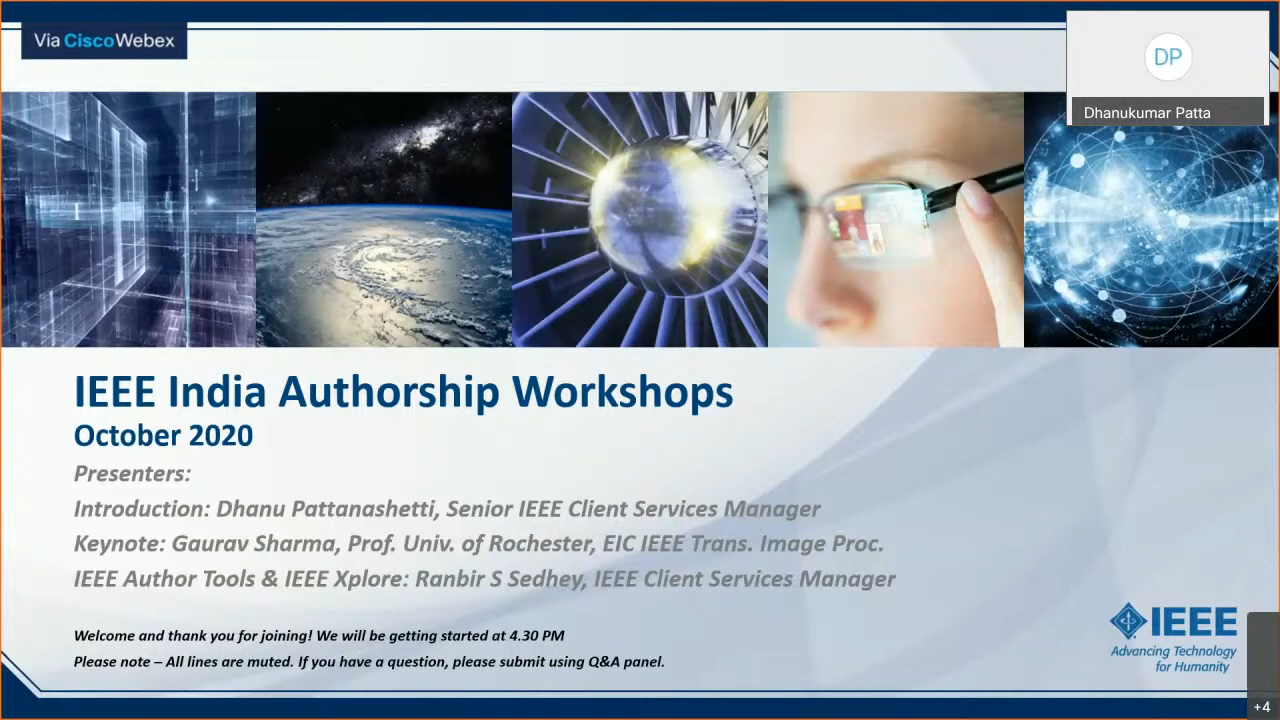 Via CiscoWebex
DP
Dhanukumar Patta
IEEE India Authorship Workshops
October 2020
Presenters:
Introduction: Dhanu Pattanashetti, Senior IEEE Client Services Manager
Keynote: Gaurav Sharma, Prof. Univ. of Rochester, EIC IEEE Trans. Image Proc.
IEEE Author Tools & IEEE Xplore: Ranbir S Sedhey, IEEE Client Services Manager
Welcome and thank you for joining! We will be getting started at 4.30 PM
Please note – All lines are muted. If you have a question, please submit using Q&A panel.
IEEE
Advancing Technology
for Humanity
+4